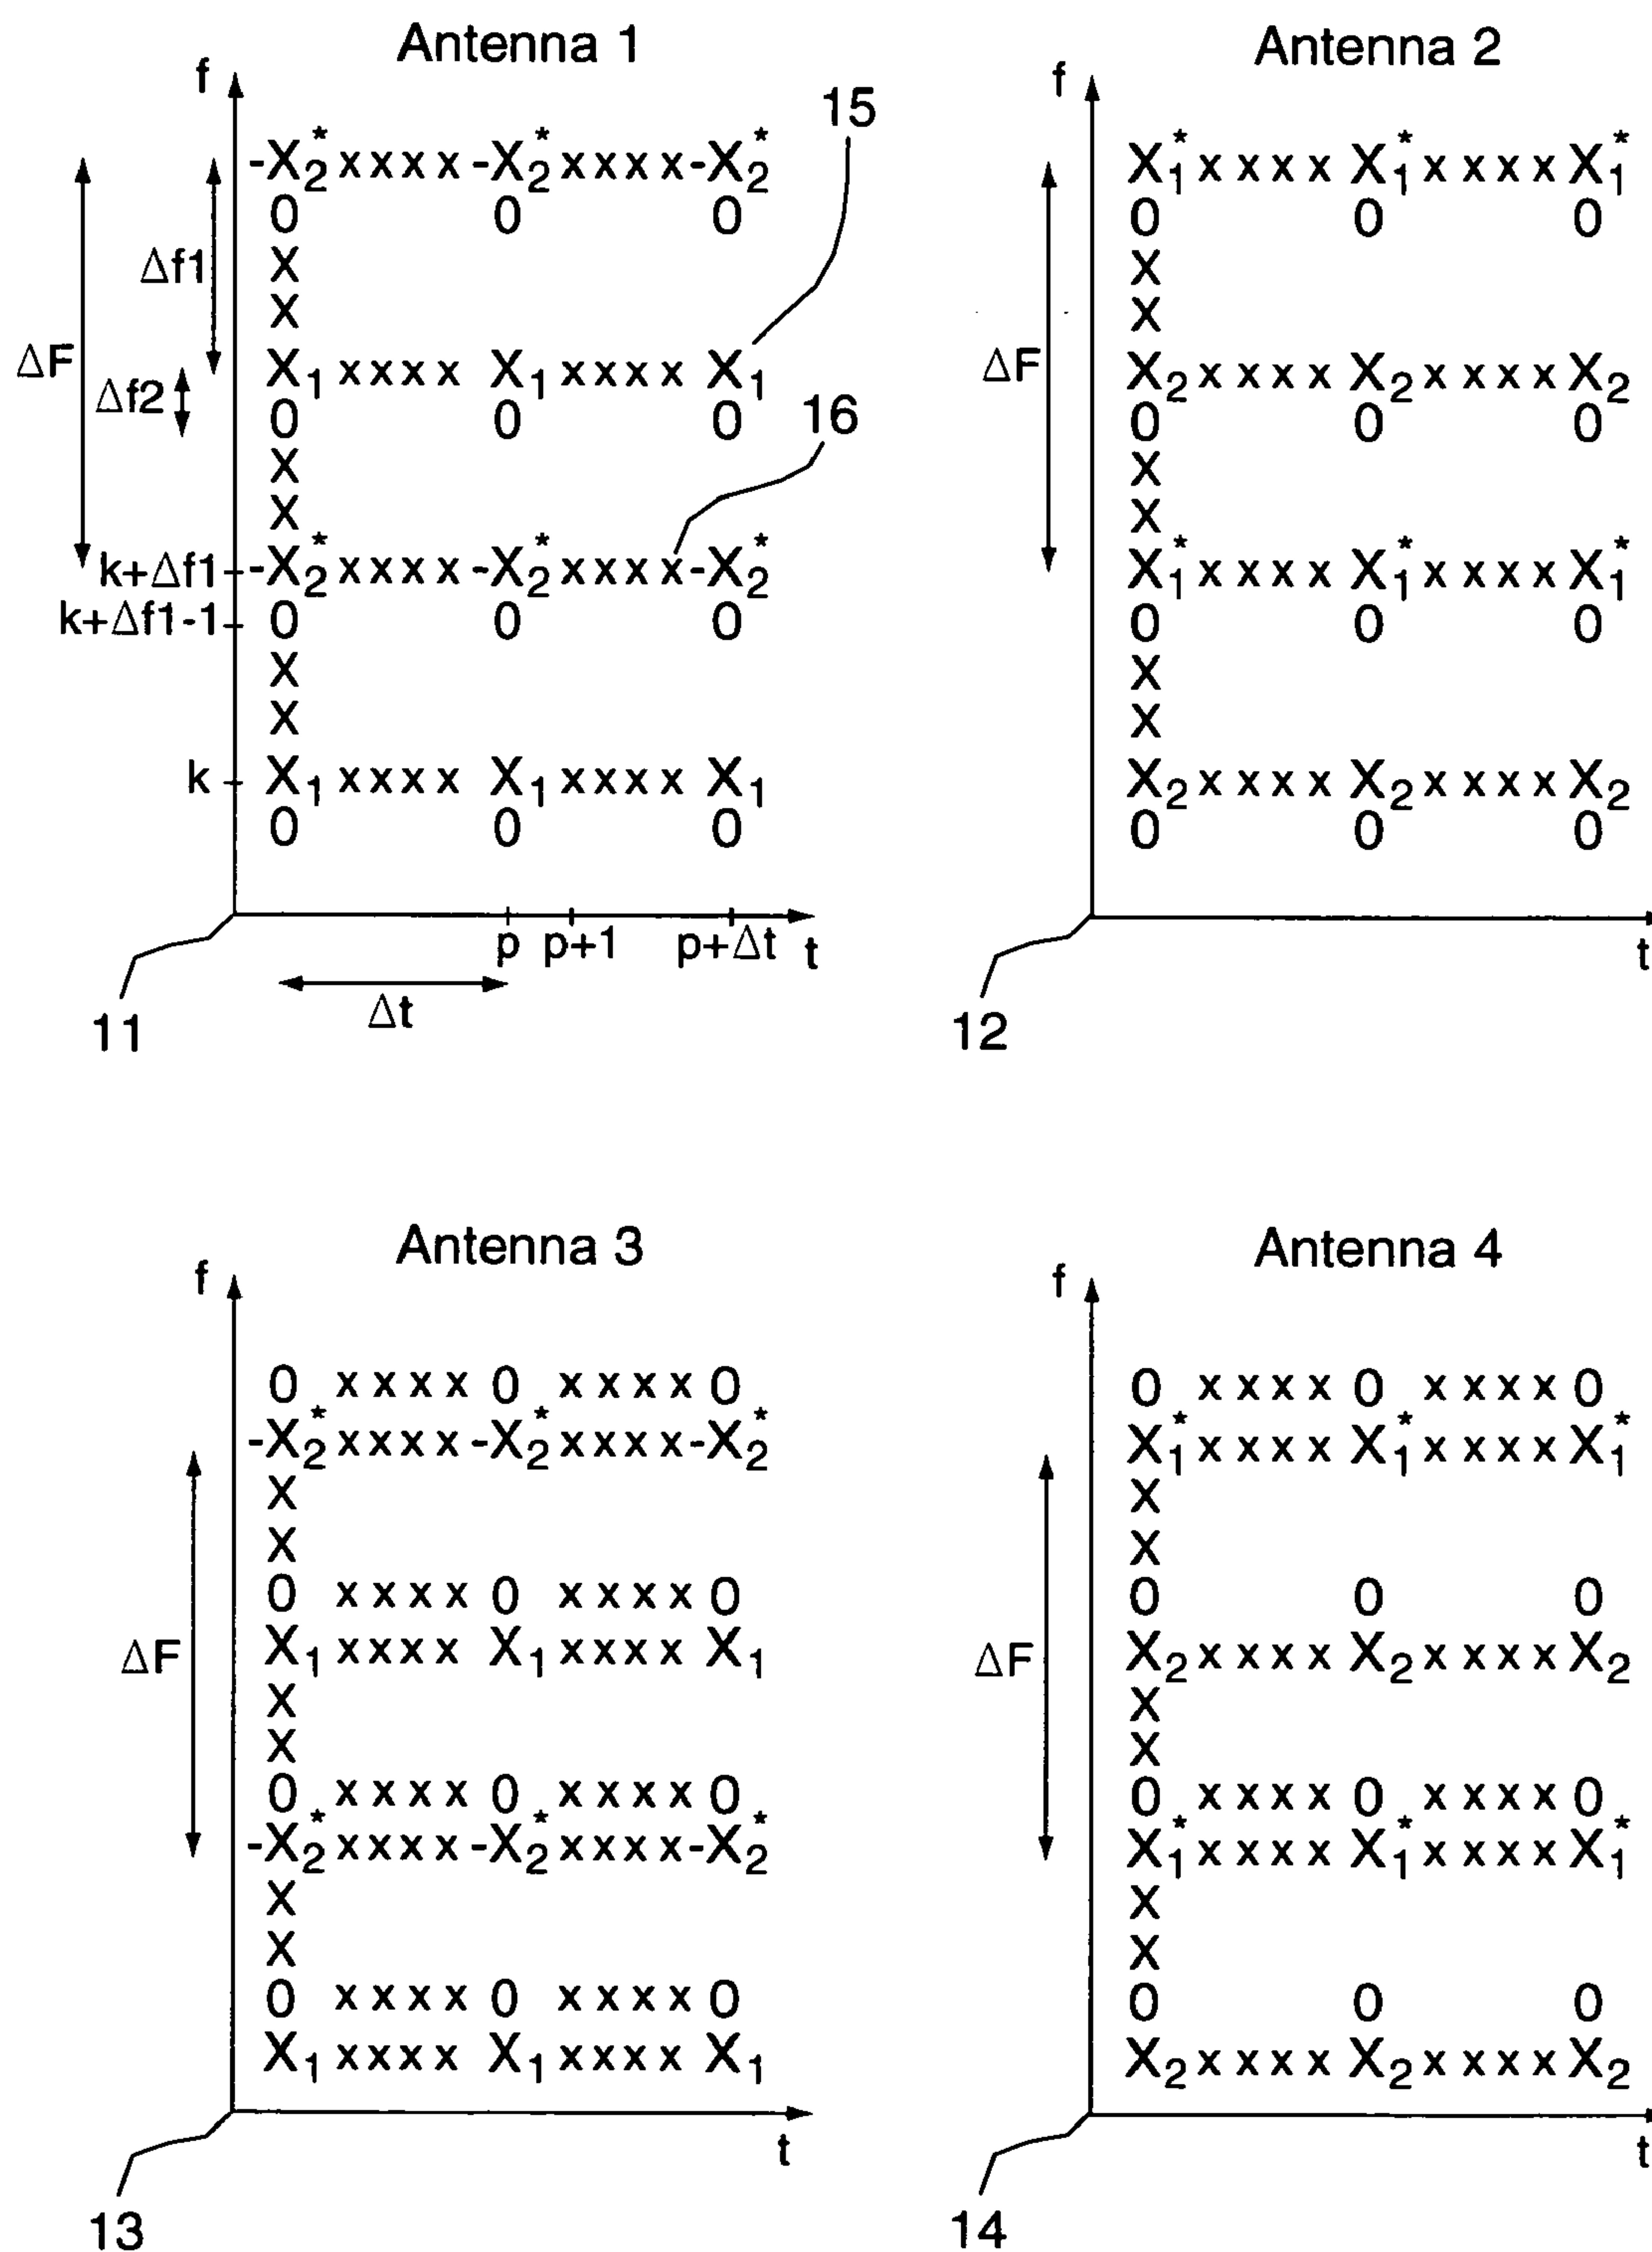 Antenna 1
f
15
-X₂* x x x x -X₂* x x x x -X₂*
0 0 0
X
Δf1
X
ΔF
X₁ x x x x X₁ x x x x X₁
Δf2
0 0 0
16
X
X
k+Δf1 -X₂* x x x x -X₂* x x x x -X₂*
k+Δf1-1 0 0 0
X
X
k X₁ x x x x X₁ x x x x X₁
0 0 0
p p+1 p+Δt t
Δt
11
Antenna 2
f
X₁* x x x x X₁* x x x x X₁*
0 0 0
X
X
ΔF
X₂ x x x x X₂ x x x x X₂
0 0 0
X
X
X₁* x x x x X₁* x x x x X₁*
0 0 0
X
X
X₂ x x x x X₂ x x x x X₂
0 0 0
t
12
Antenna 3
f
0 x x x x 0 x x x x 0
-X₂* x x x x -X₂* x x x x -X₂*
X
X
0 x x x x 0 x x x x 0
ΔF
X₁ x x x x X₁ x x x x X₁
X
X
0 x x x x 0 x x x x 0
-X₂* x x x x -X₂* x x x x -X₂*
X
X
0 x x x x 0 x x x x 0
X₁ x x x x X₁ x x x x X₁
t
13
Antenna 4
f
0 x x x x 0 x x x x 0
X₁* x x x x X₁* x x x x X₁*
X
X
0 0 0
ΔF
X₂ x x x x X₂ x x x x X₂
X
X
0 x x x x 0 x x x x 0
X₁* x x x x X₁* x x x x X₁*
X
X
0 0 0
X₂ x x x x X₂ x x x x X₂
t
14